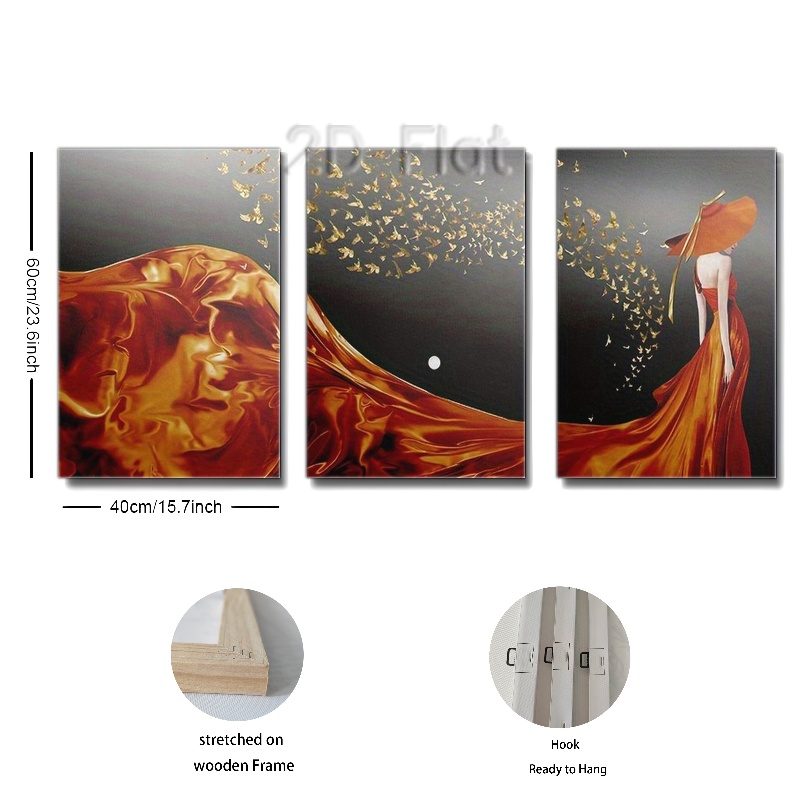 2D Flat
60cm/23.6inch
40cm/15.7inch
stretched on
wooden Frame
Hook
Ready to Hang